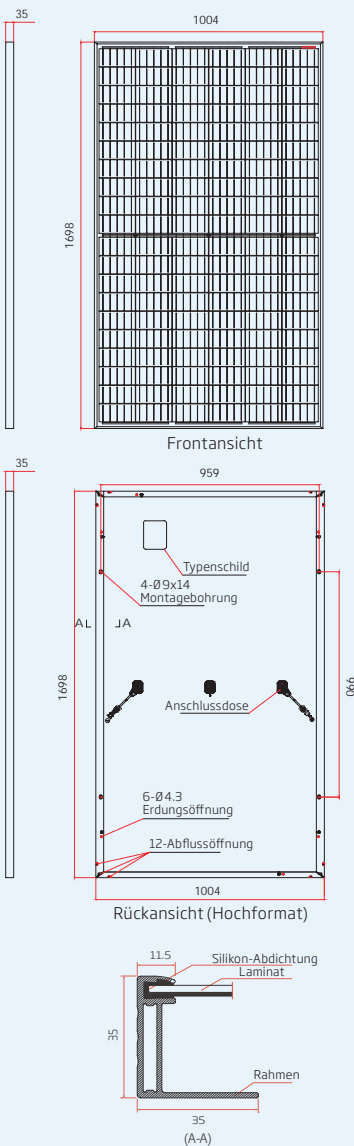 35
1004
1698
Frontansicht
35
959
Typenschild
4-Ø9x14
Montagebohrung
A
A
1698
990
Anschlussdose
6-Ø4.3
Erdungsöffnung
12-Abflussöffnung
1004
Rückansicht (Hochformat)
11.5
Silikon-Abdichtung
Laminat
35
Rahmen
35
(A-A)